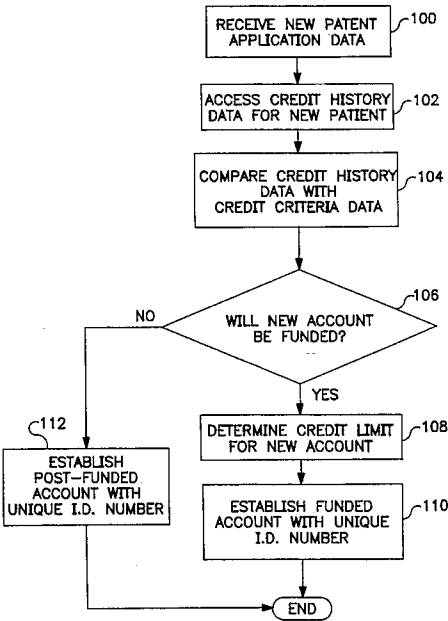 RECEIVE NEW PATENT
APPLICATION DATA
100
ACCESS CREDIT HISTORY
DATA FOR NEW PATIENT
102
COMPARE CREDIT HISTORY
DATA WITH
CREDIT CRITERIA DATA
104
106
WILL NEW ACCOUNT
BE FUNDED?
NO
YES
112
ESTABLISH
POST-FUNDED
ACCOUNT WITH
UNIQUE I.D. NUMBER
DETERMINE CREDIT LIMIT
FOR NEW ACCOUNT
108
ESTABLISH FUNDED
ACCOUNT WITH UNIQUE
I.D. NUMBER
110
END